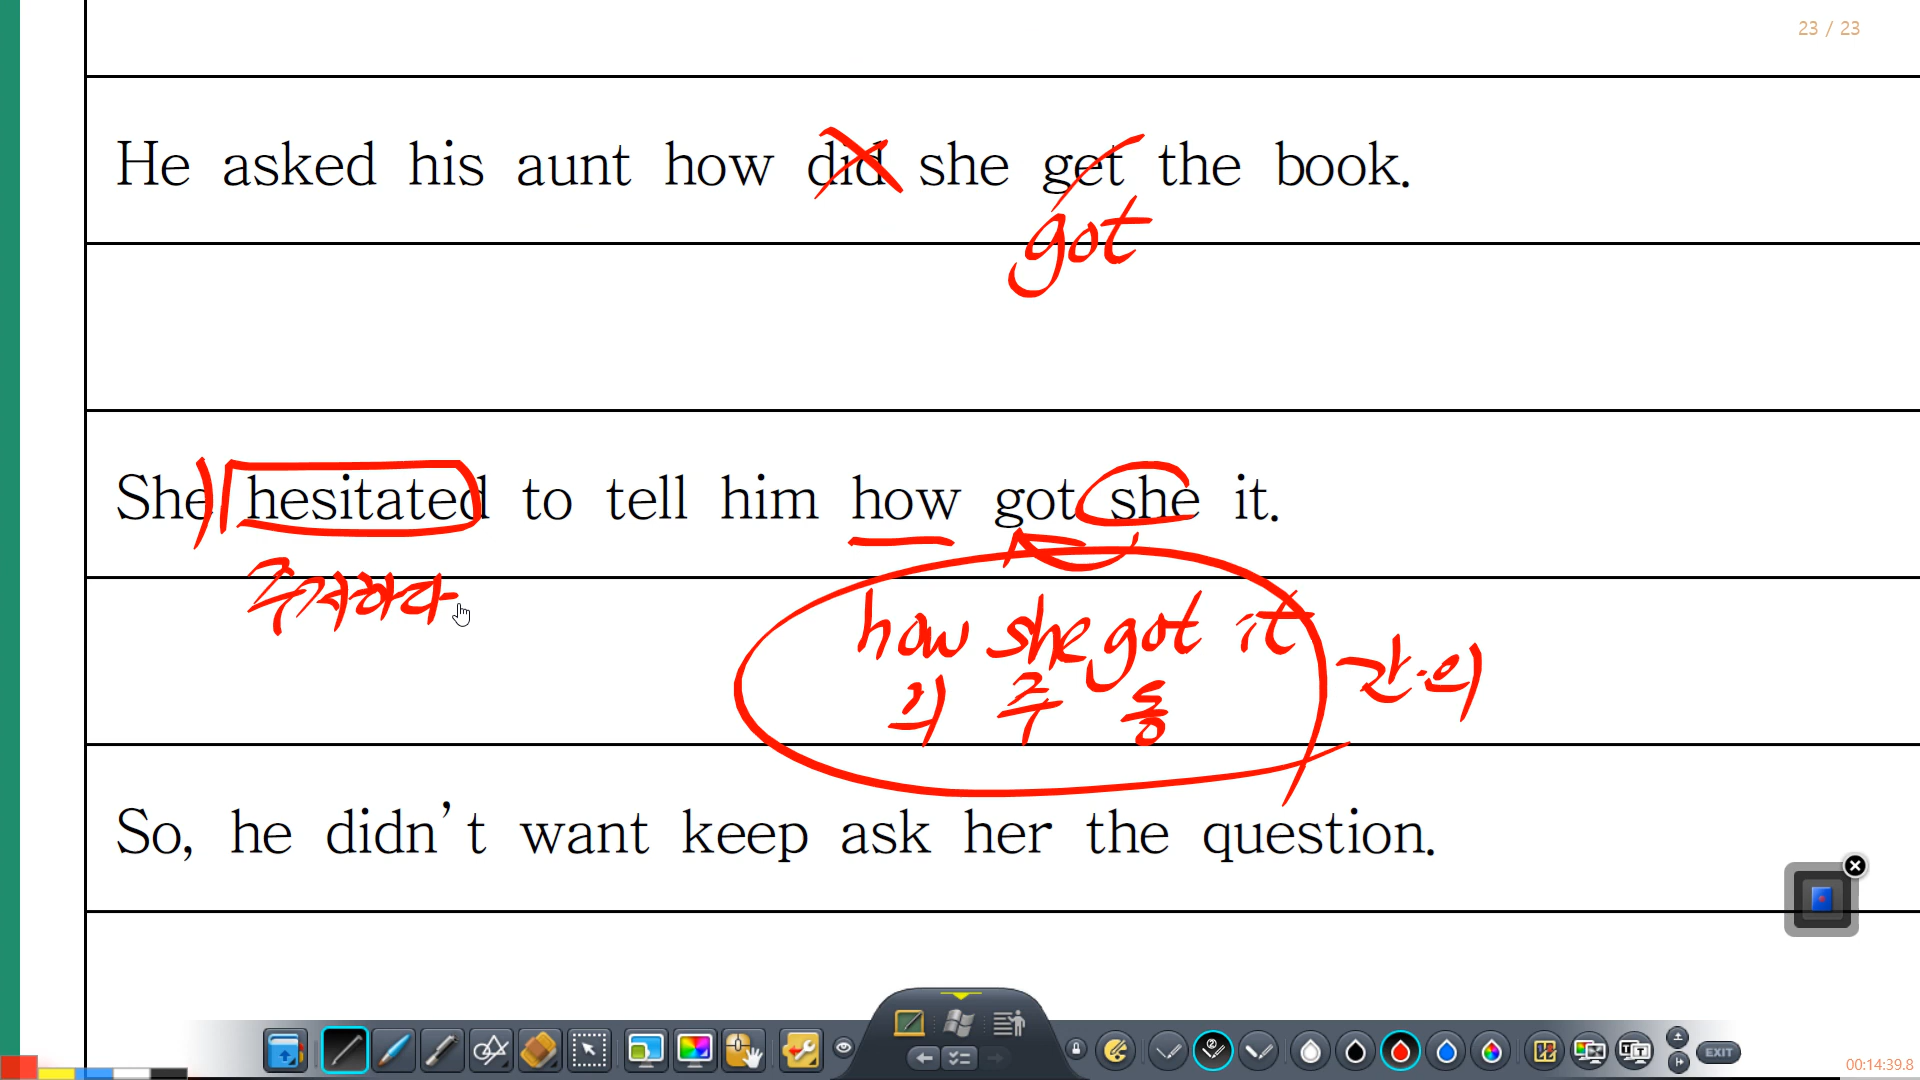 23 / 23
He asked his aunt how did she get the book.
got
She hesitated to tell him how got she it.
주저하다
how she got it
의 주 동
간·의
So, he didn't want keep ask her the question.
EXIT
00:14:39.8